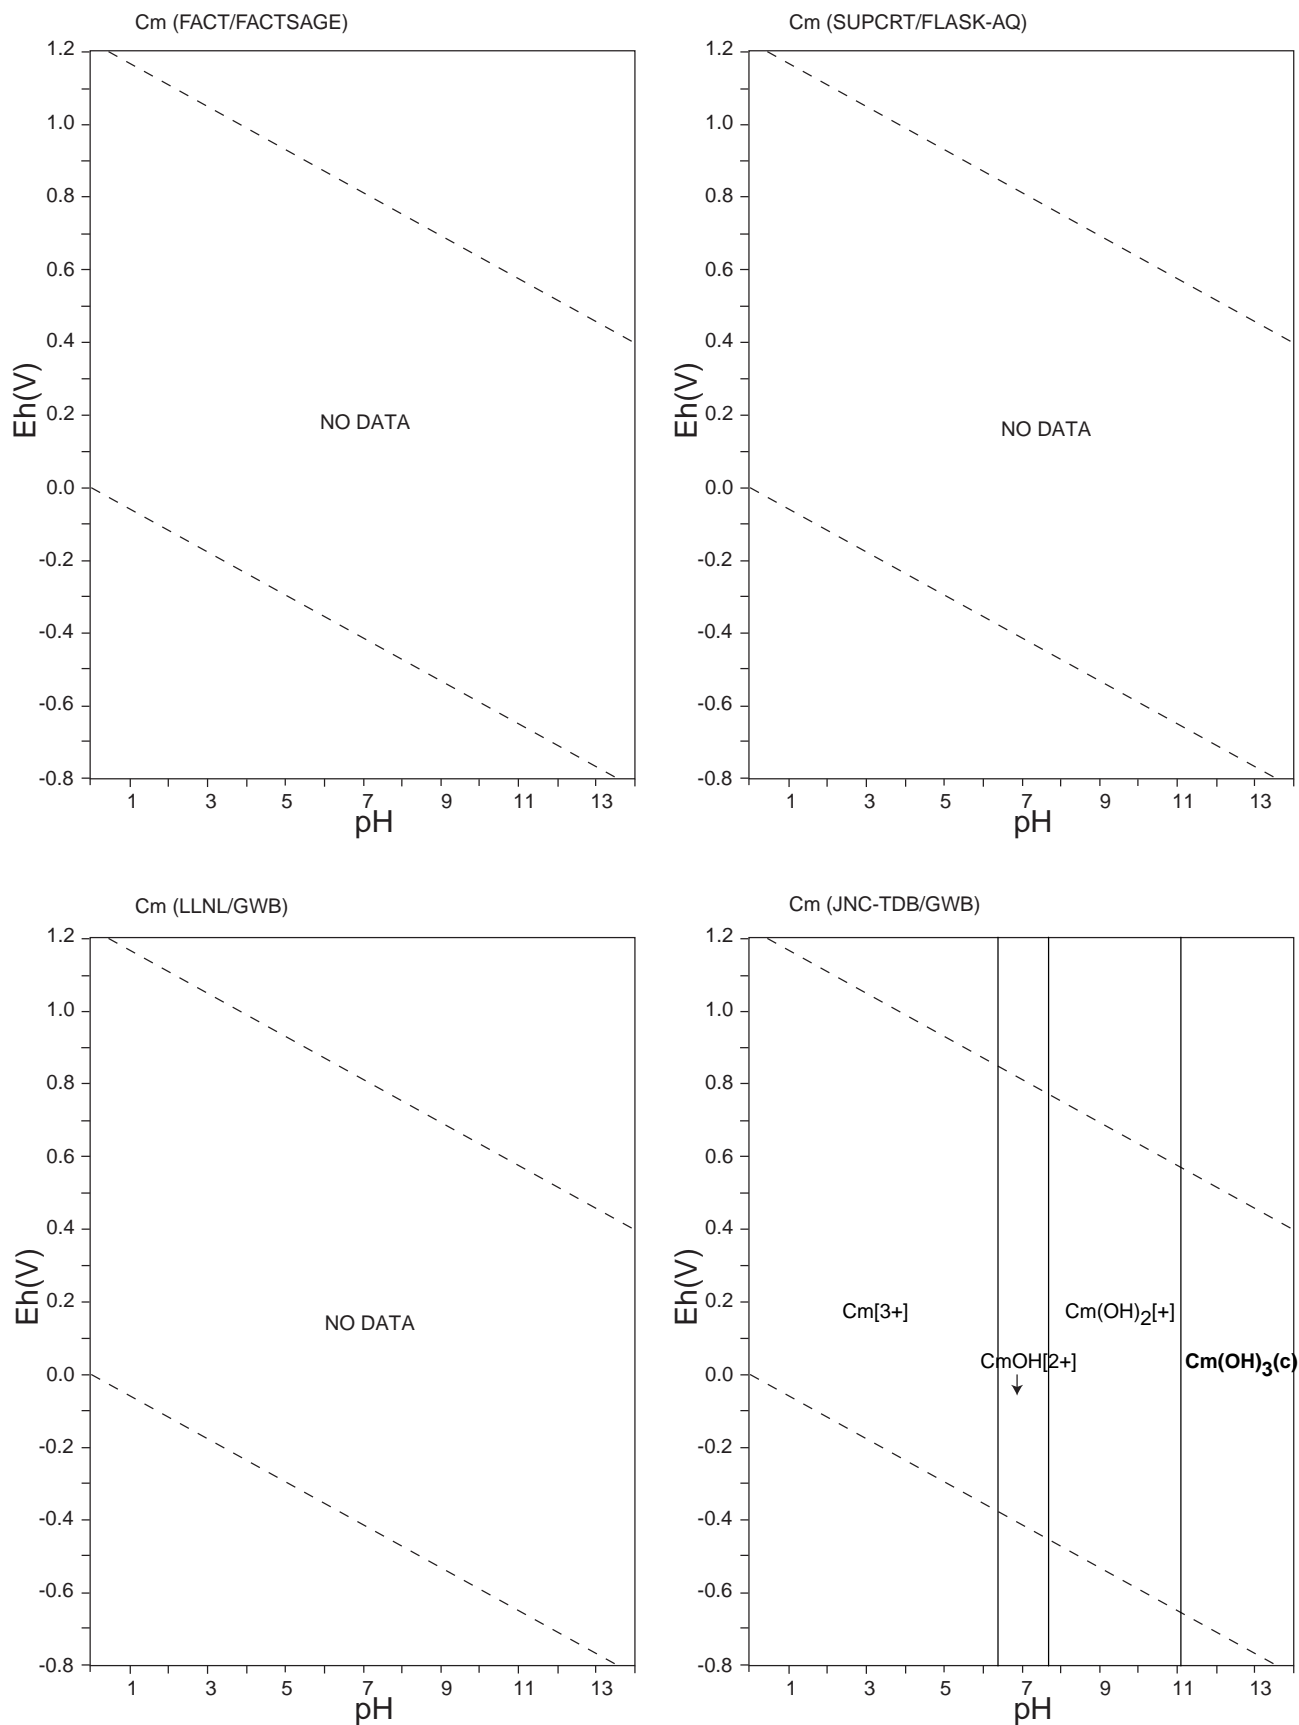 Cm (FACT/FACTSAGE)
1.2
1.0
0.8
0.6
0.4
0.2
0.0
-0.2
-0.4
-0.6
-0.8
Eh(V)
NO DATA
1 3 5 7 9 11 13
pH
Cm (SUPCRT/FLASK-AQ)
1.2
1.0
0.8
0.6
0.4
0.2
0.0
-0.2
-0.4
-0.6
-0.8
Eh(V)
NO DATA
1 3 5 7 9 11 13
pH
Cm (LLNL/GWB)
1.2
1.0
0.8
0.6
0.4
0.2
0.0
-0.2
-0.4
-0.6
-0.8
Eh(V)
NO DATA
1 3 5 7 9 11 13
pH
Cm (JNC-TDB/GWB)
1.2
1.0
0.8
0.6
0.4
0.2
0.0
-0.2
-0.4
-0.6
-0.8
Eh(V)
Cm[3+]
Cm(OH)2[+]
CmOH[2+]
Cm(OH)3(c)
1 3 5 7 9 11 13
pH